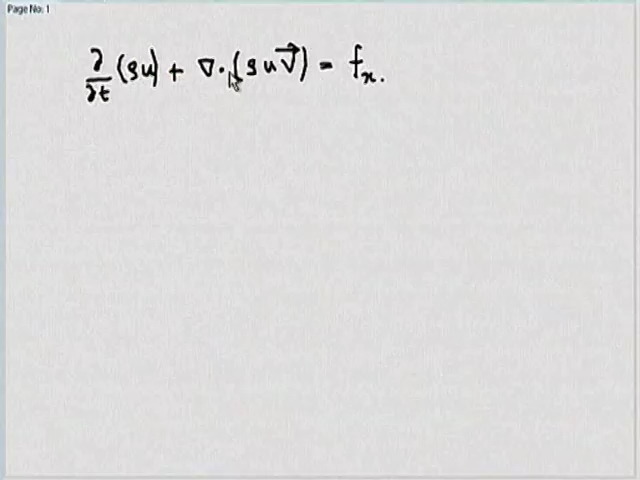 Page No: 1
∂/∂t (ρu) + ∇·(ρu V⃗) = fₓ.